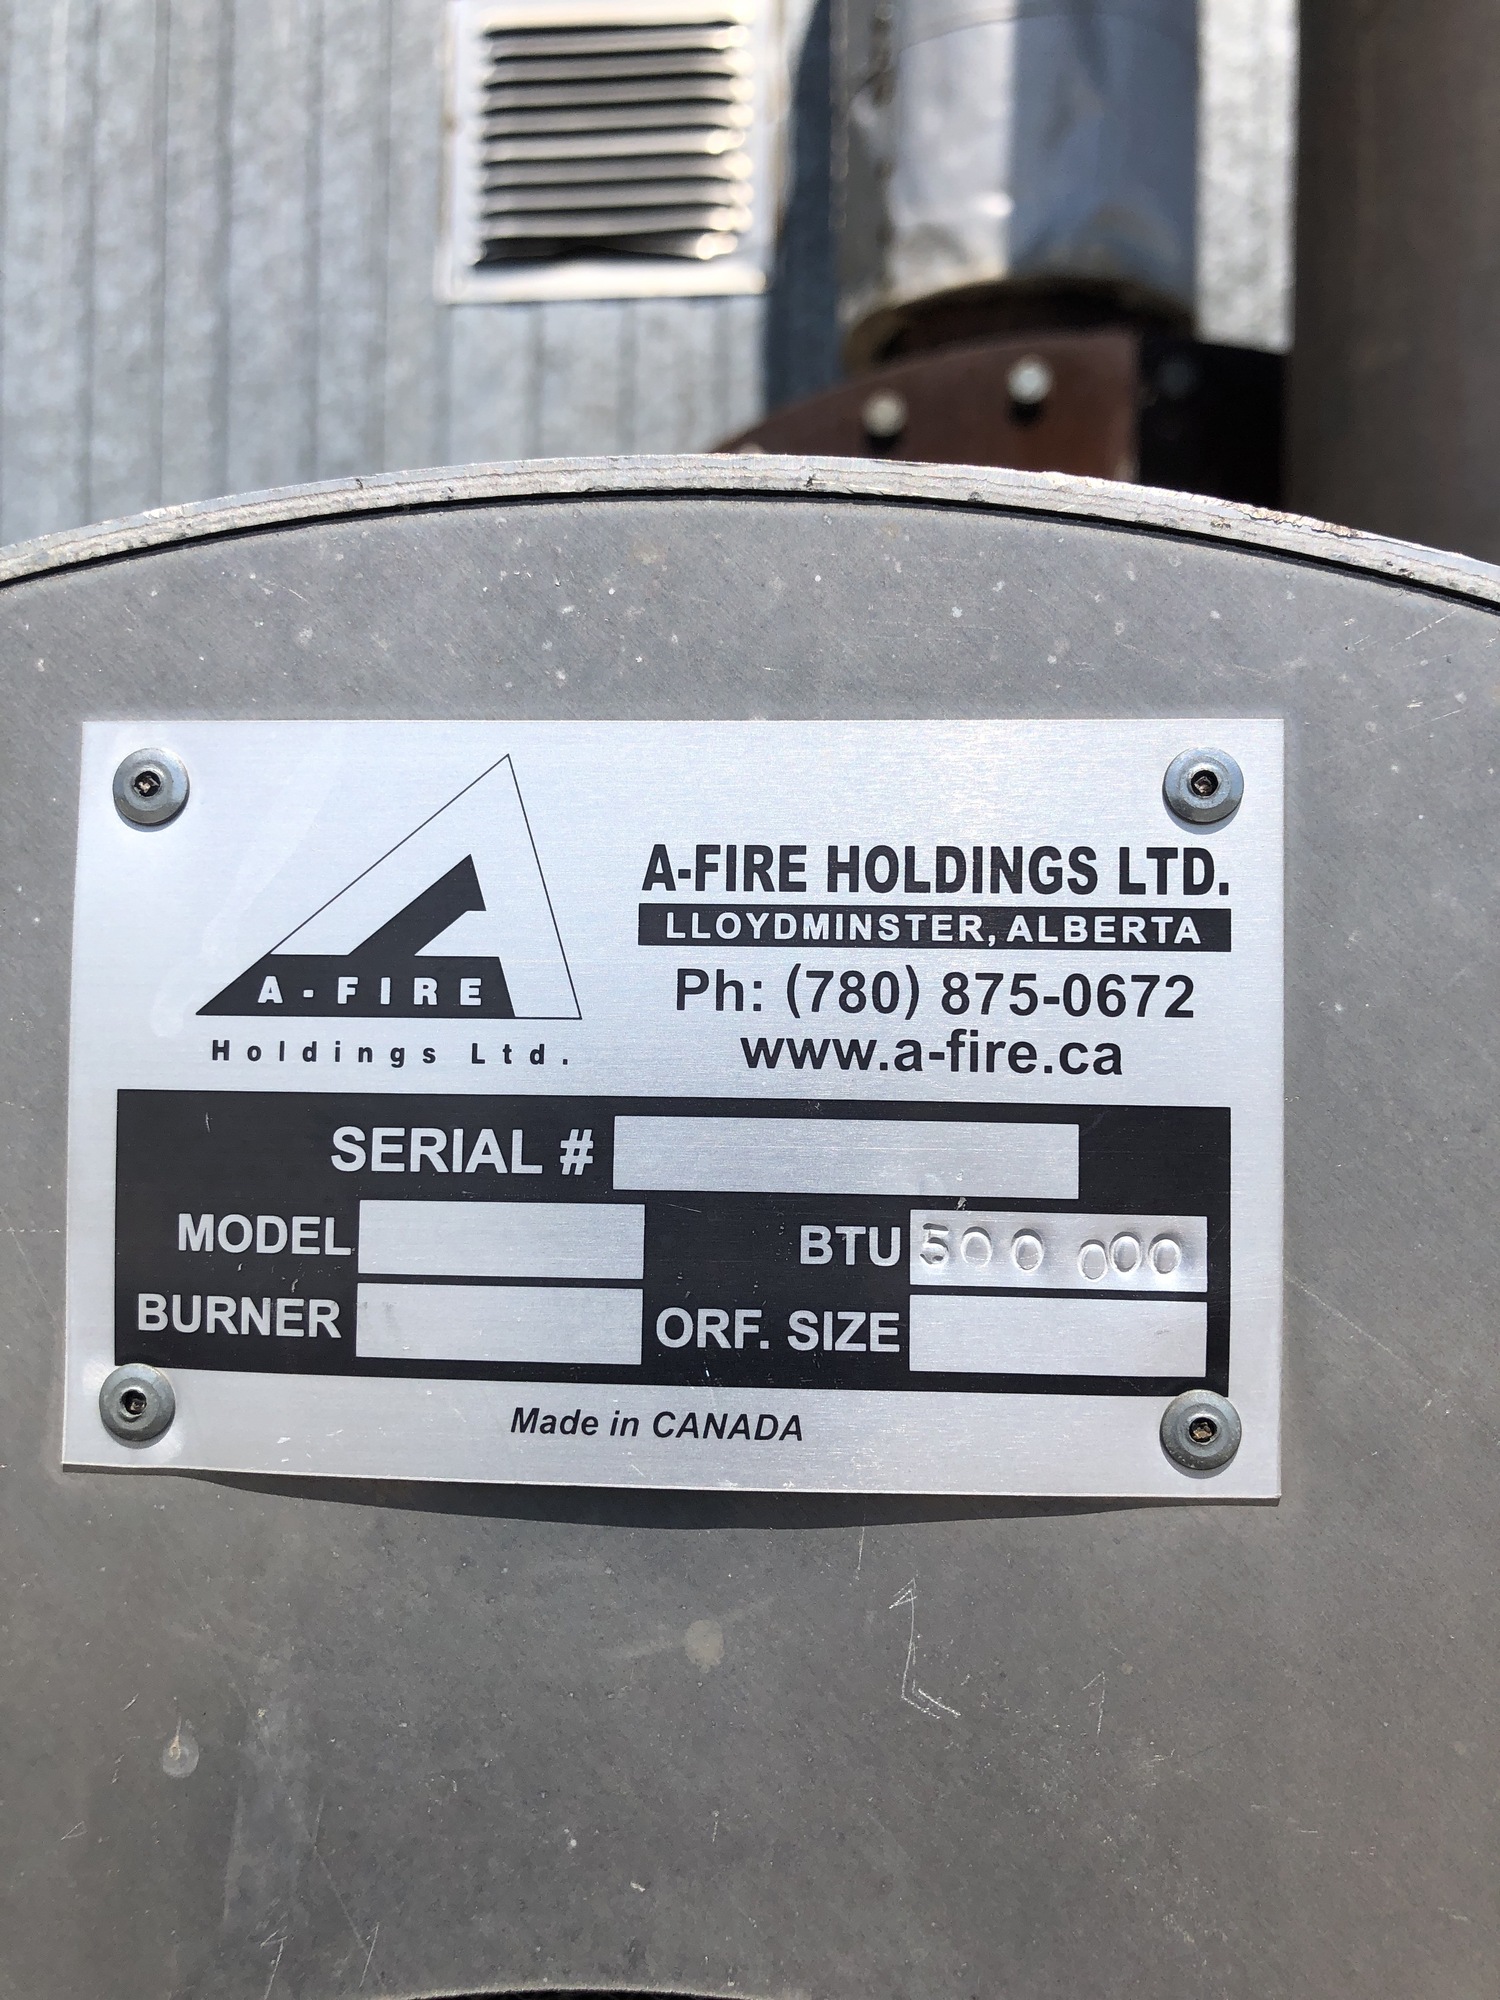 A-FIRE
Holdings Ltd.
A-FIRE HOLDINGS LTD.
LLOYDMINSTER, ALBERTA
Ph: (780) 875-0672
www.a-fire.ca
SERIAL #
MODEL
BTU 500 000
BURNER
ORF. SIZE
Made in CANADA